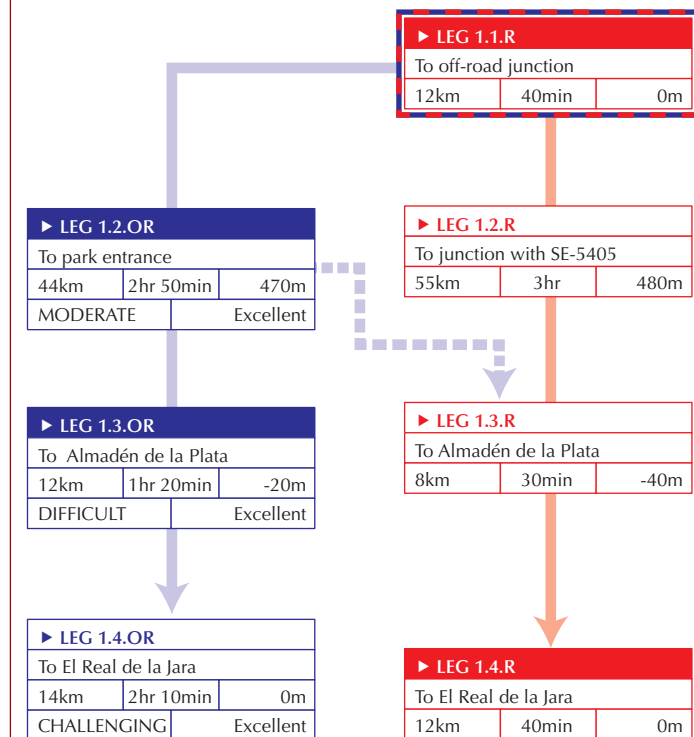 ► LEG 1.1.R
To off-road junction
12km 40min 0m
► LEG 1.2.OR
To park entrance
44km 2hr 50min 470m
MODERATE Excellent
► LEG 1.2.R
To junction with SE-5405
55km 3hr 480m
► LEG 1.3.OR
To Almadén de la Plata
12km 1hr 20min -20m
DIFFICULT Excellent
► LEG 1.3.R
To Almadén de la Plata
8km 30min -40m
► LEG 1.4.OR
To El Real de la Jara
14km 2hr 10min 0m
CHALLENGING Excellent
► LEG 1.4.R
To El Real de la Jara
12km 40min 0m